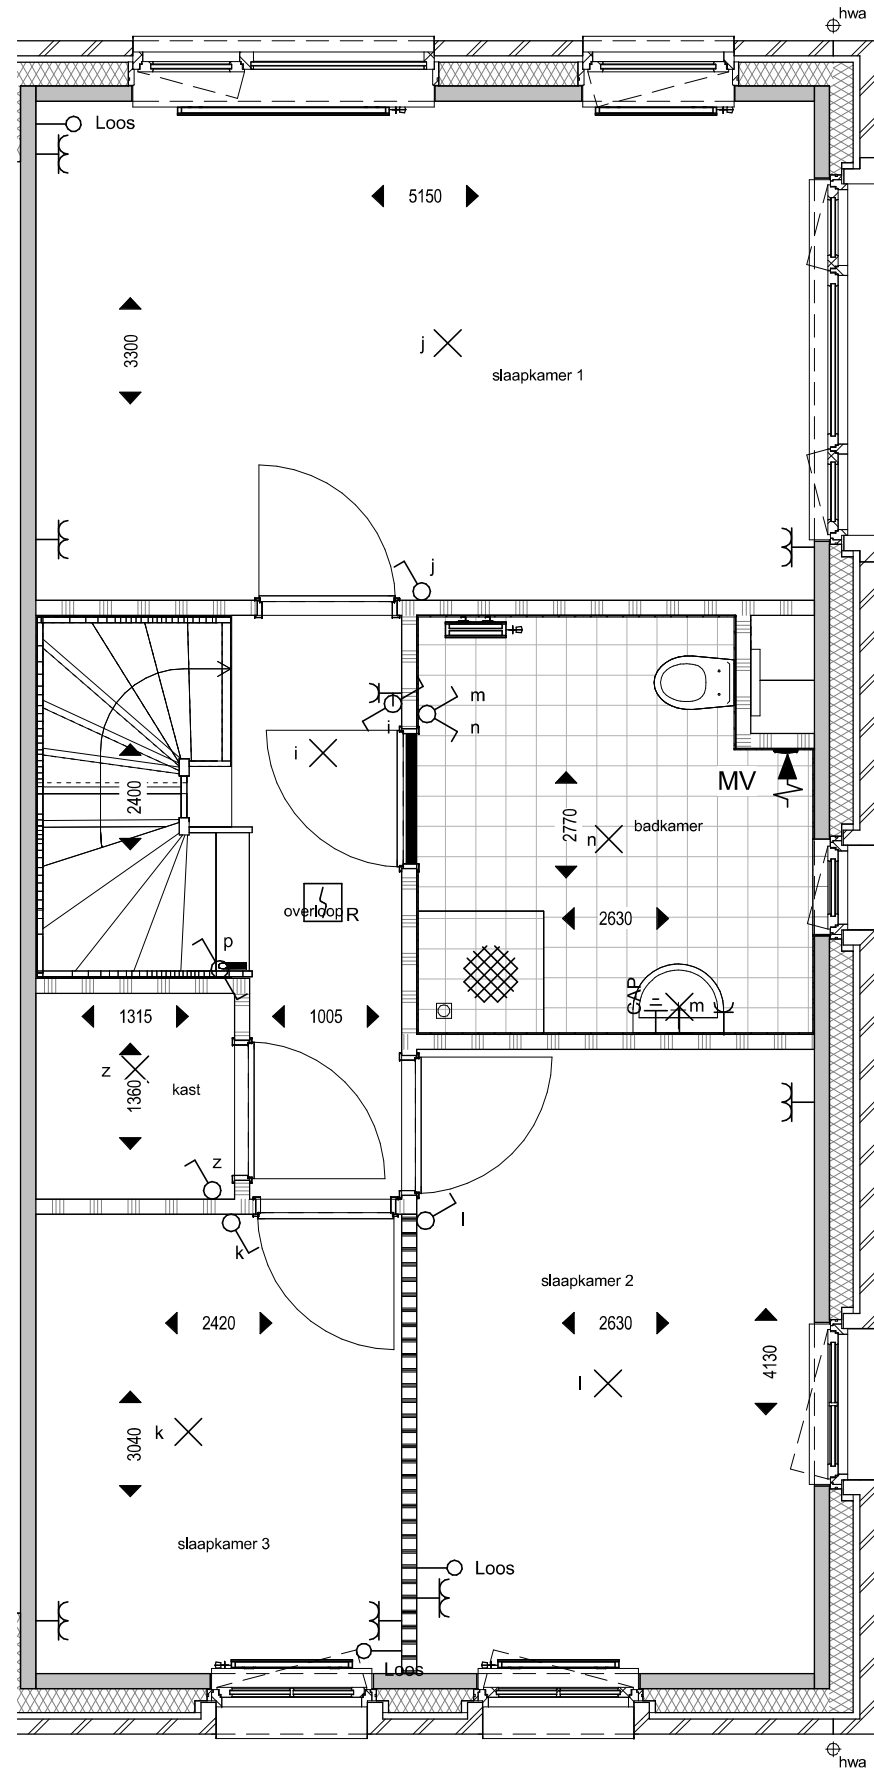 hwa
Loos
5150
3300
j
slaapkamer 1
j
m
i
n
i
MV
2400
2770
n
badkamer
overloop
R
2630
p
CAP
m
1315
1005
z
1360
kast
z
k
l
slaapkamer 2
2420
2630
4130
l
3040
k
slaapkamer 3
Loos
Loos
hwa